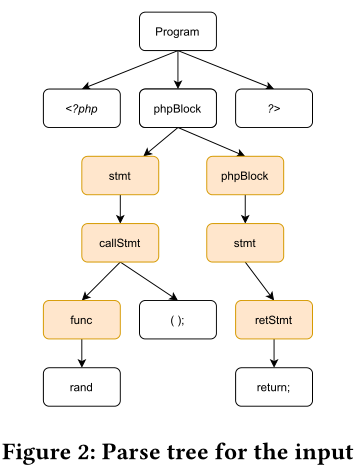 Program
<?php
phpBlock
?>
stmt
phpBlock
callStmt
stmt
func
( );
retStmt
rand
return;
Figure 2: Parse tree for the input